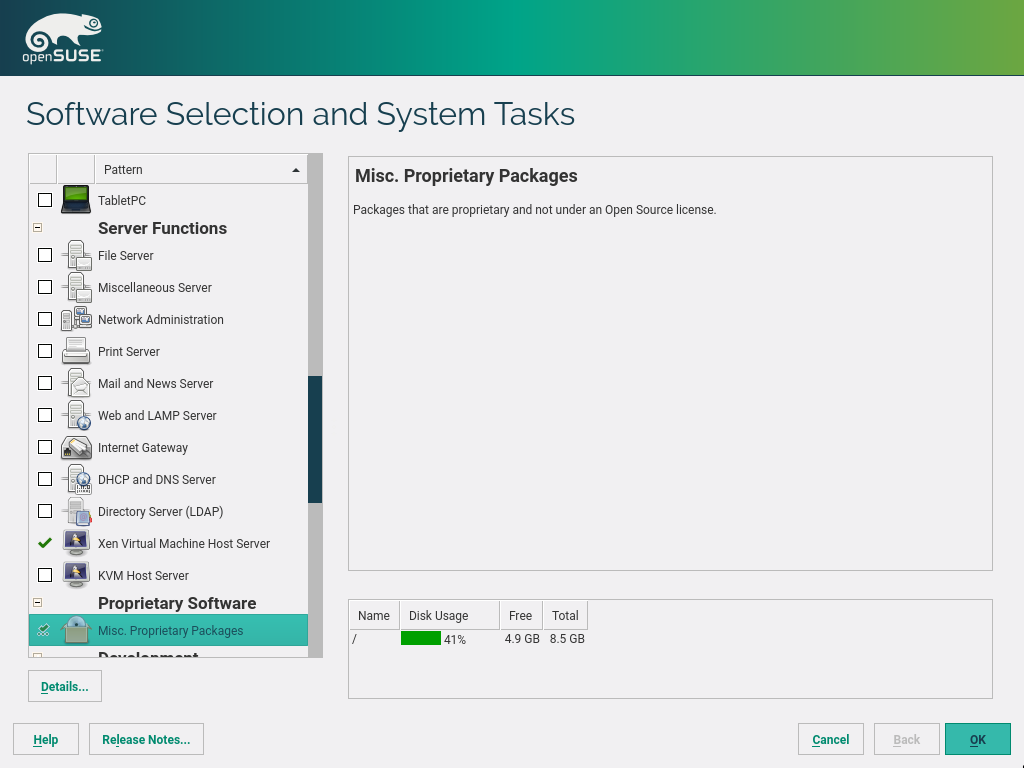 openSUSE
Software Selection and System Tasks
Pattern
TabletPC
Server Functions
File Server
Miscellaneous Server
Network Administration
Print Server
Mail and News Server
Web and LAMP Server
Internet Gateway
DHCP and DNS Server
Directory Server (LDAP)
Xen Virtual Machine Host Server
KVM Host Server
Proprietary Software
Misc. Proprietary Packages
Development
Details...
Misc. Proprietary Packages
Packages that are proprietary and not under an Open Source license.
Name Disk Usage Free Total
/ 41% 4.9 GB 8.5 GB
Help Release Notes... Cancel Back OK